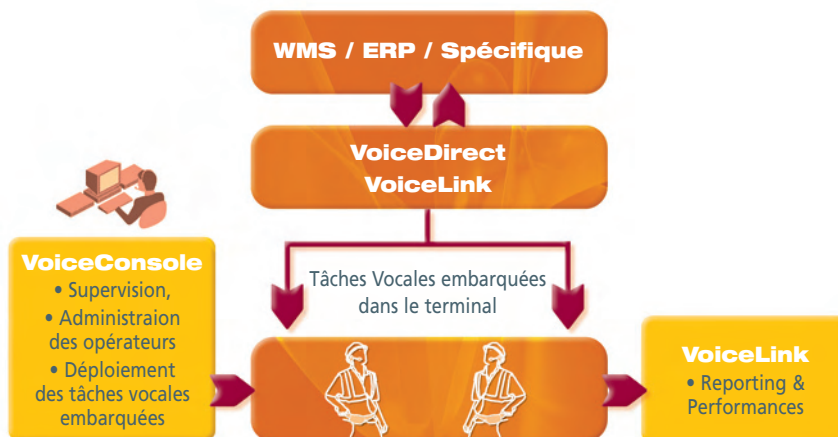 WMS / ERP / Spécifique
VoiceDirect
VoiceLink
Tâches Vocales embarquées
dans le terminal
VoiceConsole
• Supervision,
• Administraion
des opérateurs
• Déploiement
des tâches vocales
embarquées
VoiceLink
• Reporting &
Performances